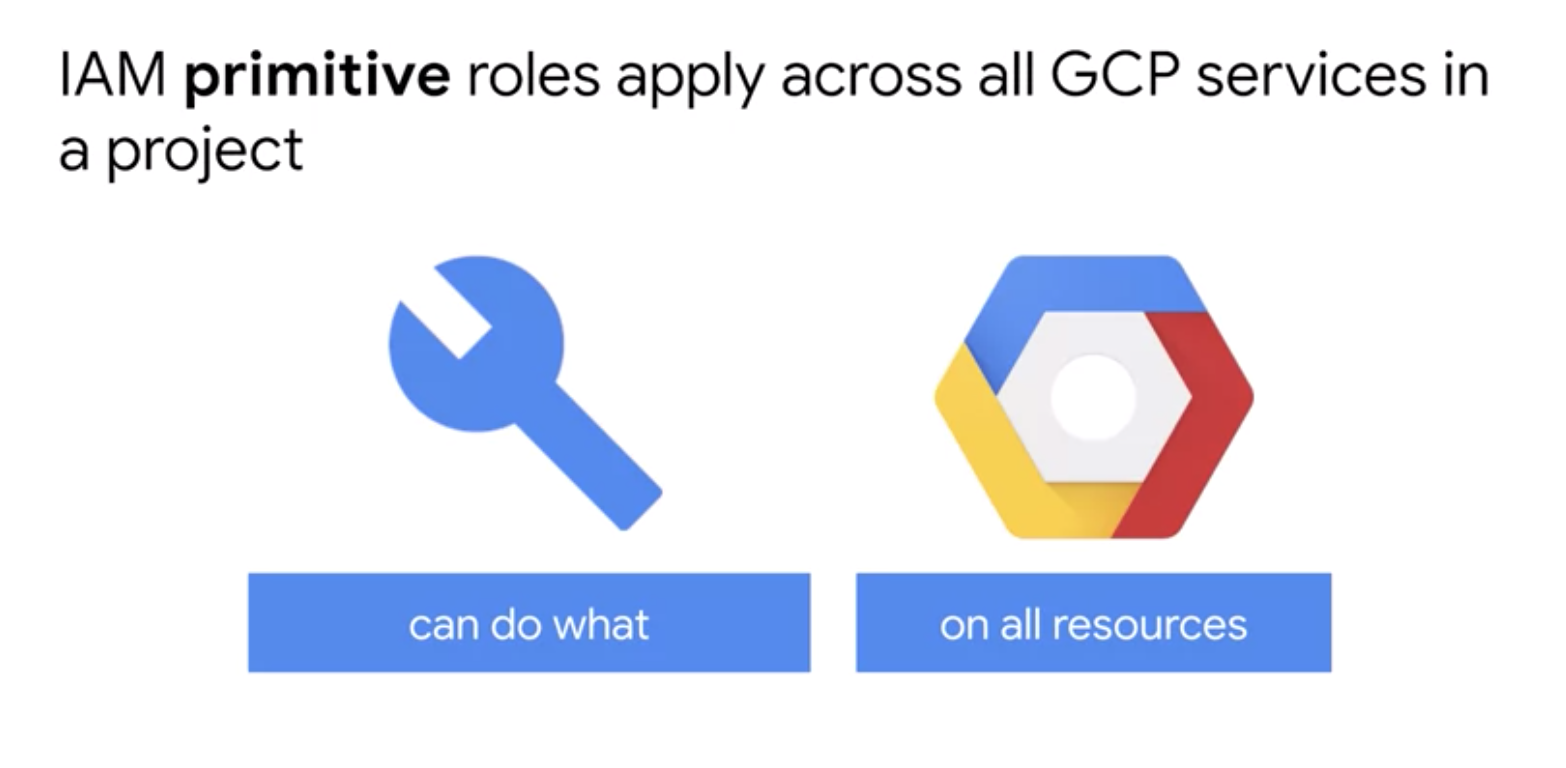 IAM primitive roles apply across all GCP services in
a project
can do what
on all resources